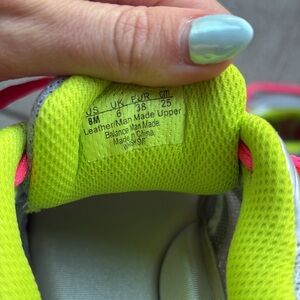 US UK EUR cm
8M 6 38 25
Leather/Man Made Upper
Balance Man Made
Made in China